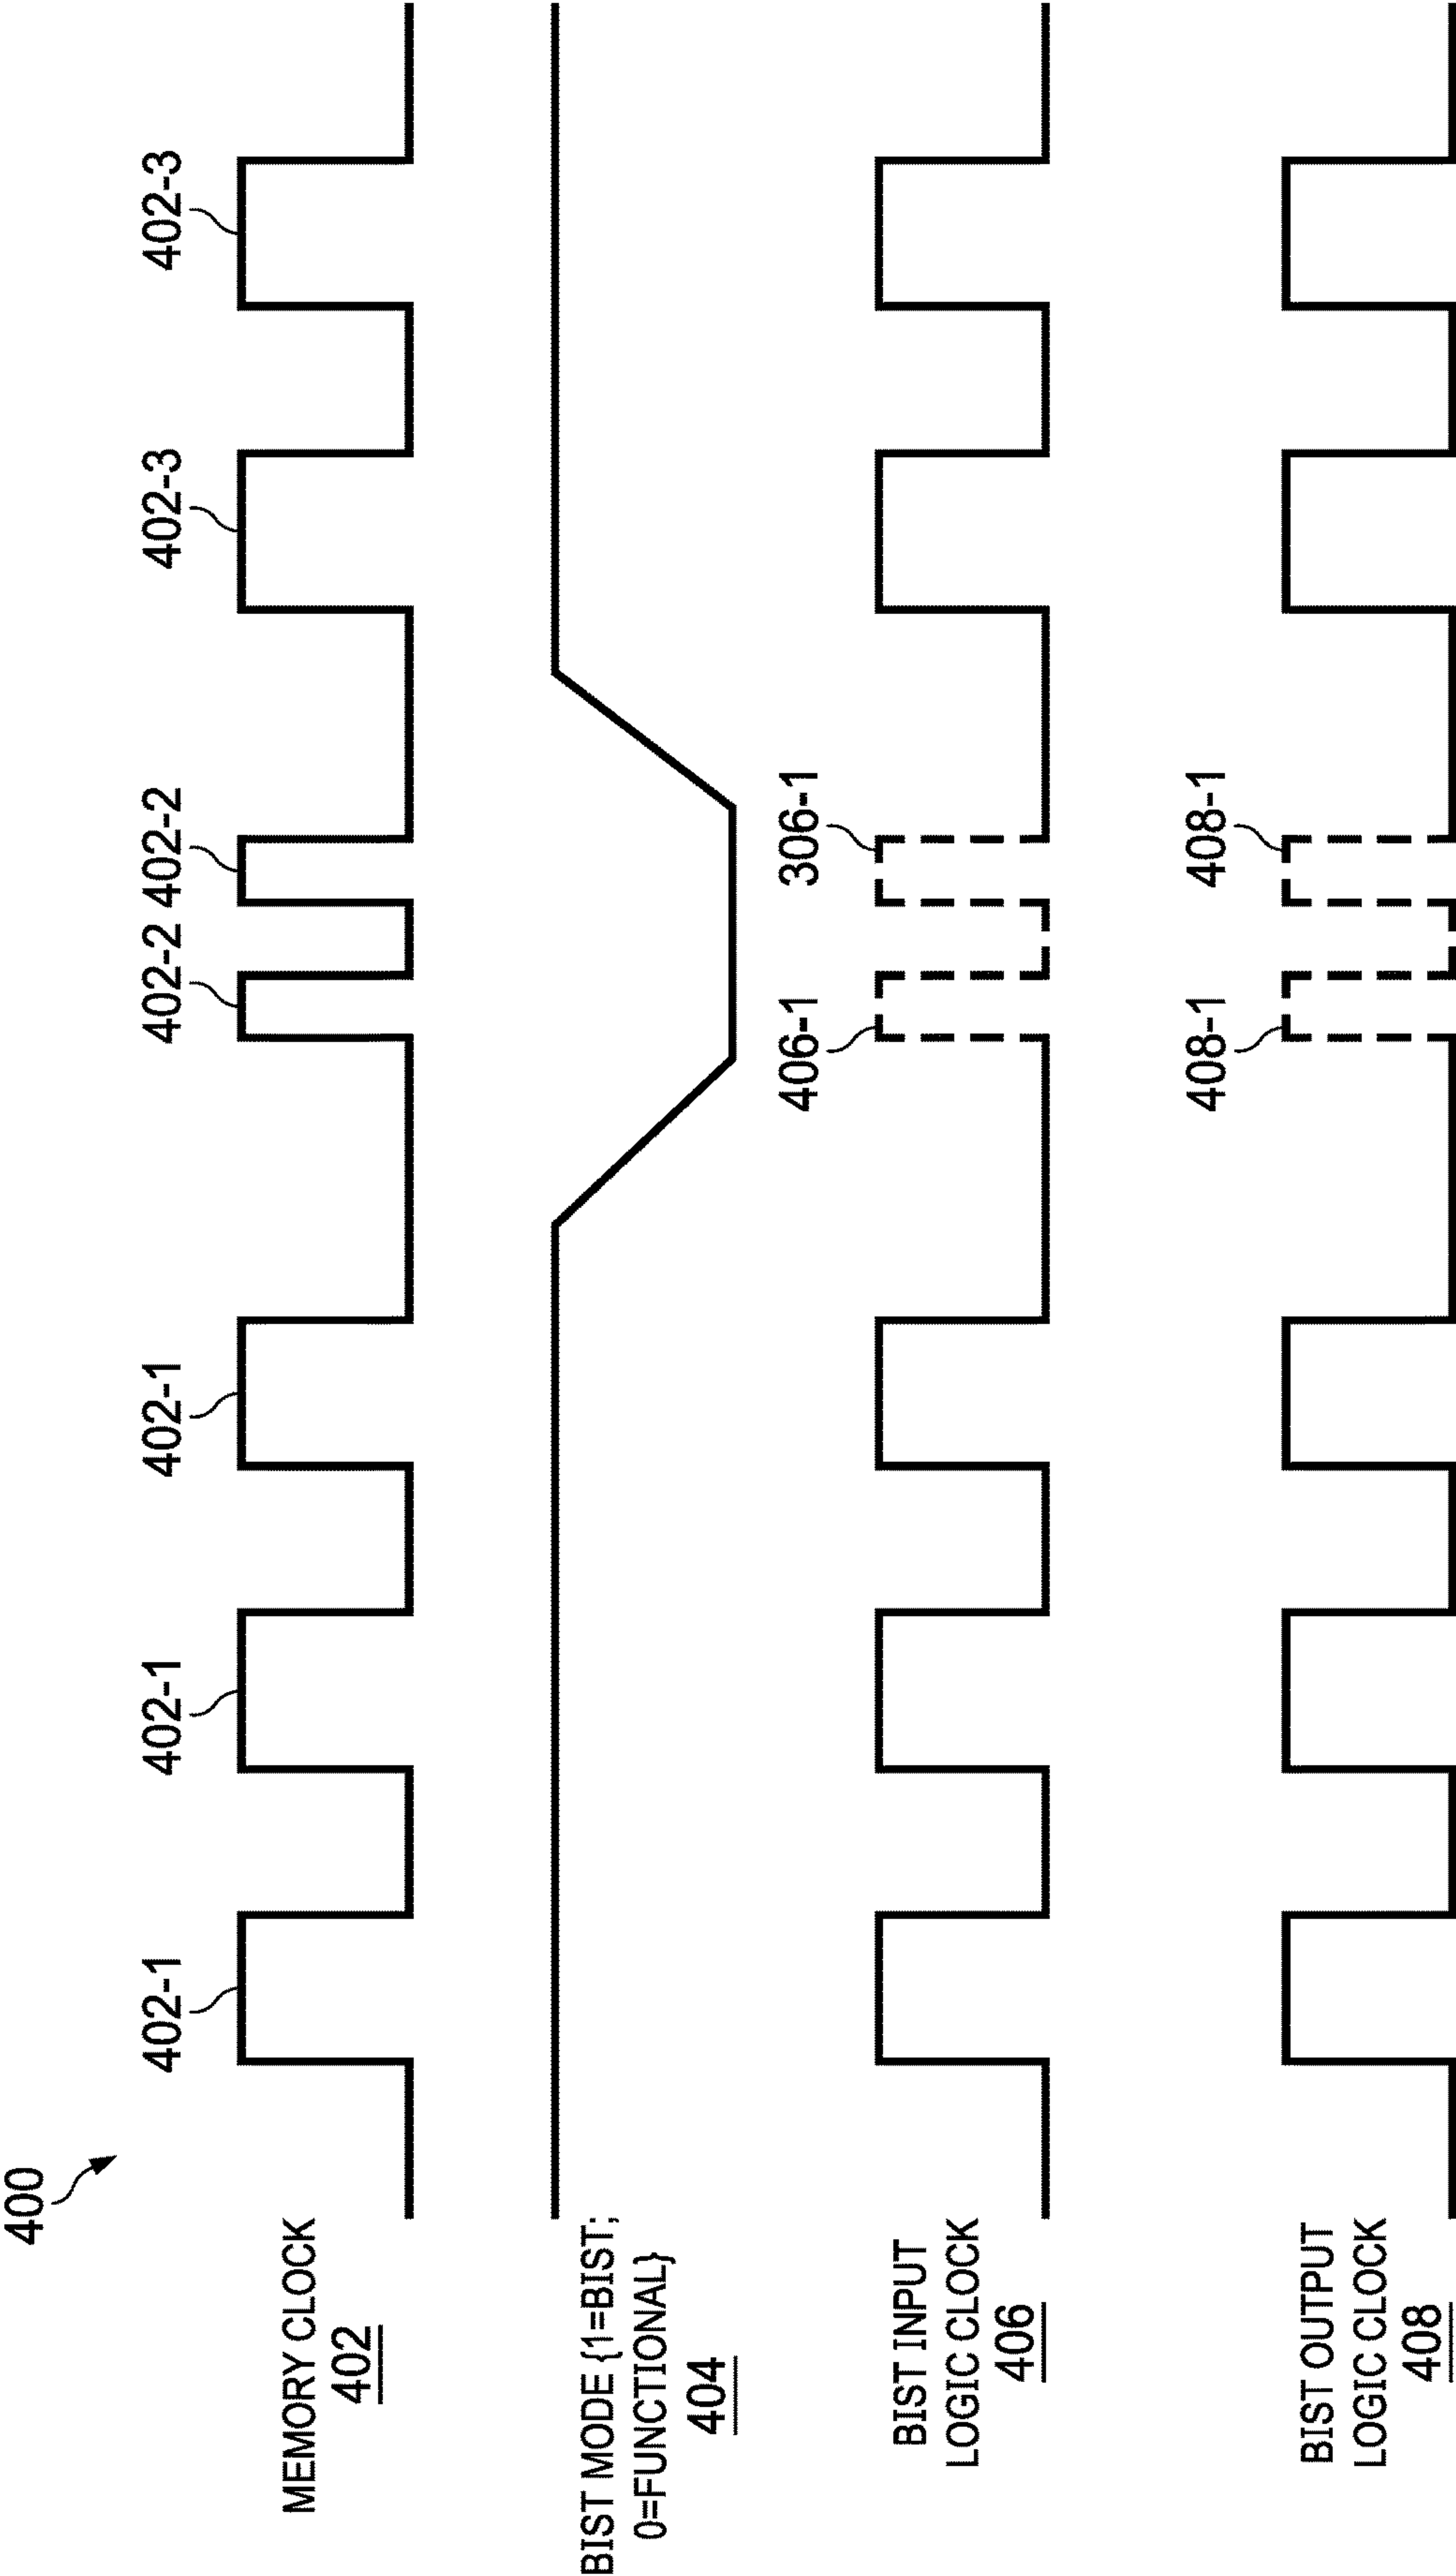 400
402-1
402-1
402-1
402-2
402-2
402-3
402-3
MEMORY CLOCK
402
BIST MODE {1=BIST;
0=FUNCTIONAL}
404
406-1
306-1
BIST INPUT
LOGIC CLOCK
406
408-1
408-1
BIST OUTPUT
LOGIC CLOCK
408